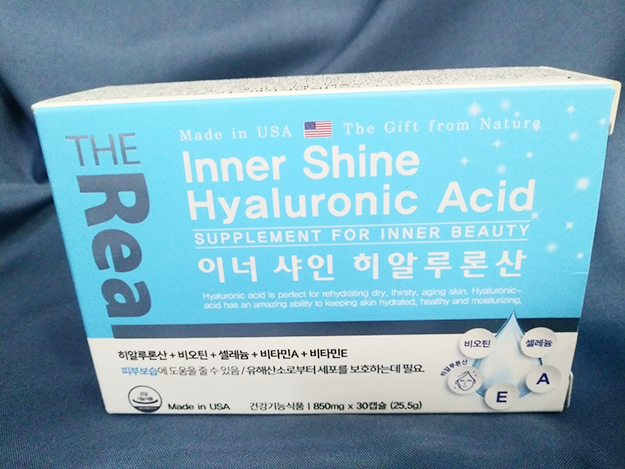 THE
Real
Made in USA The Gift from Nature
Inner Shine
Hyaluronic Acid
SUPPLEMENT FOR INNER BEAUTY
이너 샤인 히알루론산
Hyaluronic acid is perfect for rehydrating dry, thirsty, aging skin, Hyaluronic-
acid has an amazing ability to keeping skin hydrated, healthy and moisturizing.
히알루론산 + 비오틴 + 셀레늄 + 비타민A + 비타민E
피부보습에 도움을 줄 수 있음 / 유해산소로부터 세포를 보호하는데 필요.
비오틴
셀레늄
히알루론산
E
A
Made in USA 건강기능식품 | 850mg x 30캡슐 (25.5g)